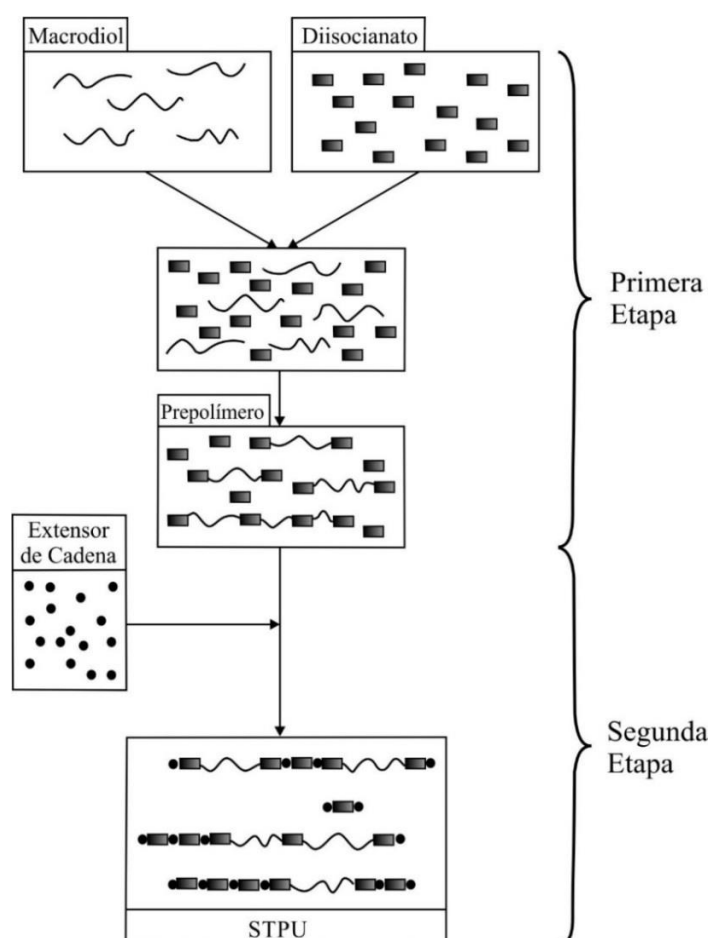 Macrodiol
Diisocianato
Primera
Etapa
Prepolímero
Extensor
de Cadena
Segunda
Etapa
STPU